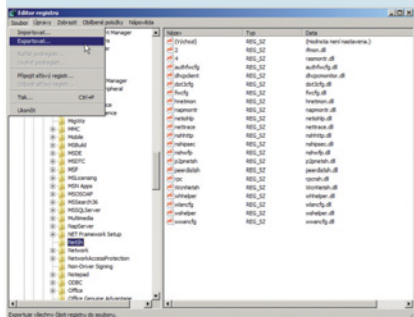 Editor registru
Soubor Úpravy Zobrazit Oblíbené položky Nápověda
Importovat...
Exportovat...
Připojit síťový registr...
Tisk... Ctrl+P
Ukončit
Manager
Manager
MMC
Mobile
MSBuild
MSDE
MSDTC
MSF
MSLicensing
MSN Apps
MSOSOAP
MSSearch36
MSSQLServer
Multimedia
NapServer
NET Framework Setup
NetSh
Network
NetworkAccessProtection
Non-Driver Signing
Notepad
ODBC
Office
Office Genuine Advantage
Název Typ Data
(Výchozí) REG_SZ (Hodnota není nastavena.)
2 REG_SZ ifmon.dll
4 REG_SZ rasmontr.dll
authfwcfg REG_SZ authfwcfg.dll
dhcpclient REG_SZ dhcpcmonitor.dll
dot3cfg REG_SZ dot3cfg.dll
fwcfg REG_SZ fwcfg.dll
hnetmon REG_SZ hnetmon.dll
napmontr REG_SZ napmontr.dll
netiohlp REG_SZ netiohlp.dll
nettrace REG_SZ nettrace.dll
nshhttp REG_SZ nshhttp.dll
nshipsec REG_SZ nshipsec.dll
nshwfp REG_SZ nshwfp.dll
p2pnetsh REG_SZ p2pnetsh.dll
peerdistsh REG_SZ peerdistsh.dll
rpc REG_SZ rpcnsh.dll
WcnNetsh REG_SZ WcnNetsh.dll
whhelper REG_SZ whhelper.dll
wlancfg REG_SZ wlancfg.dll
wshelper REG_SZ wshelper.dll
wwancfg REG_SZ wwancfg.dll
Exportuje všechny části registru do souboru.